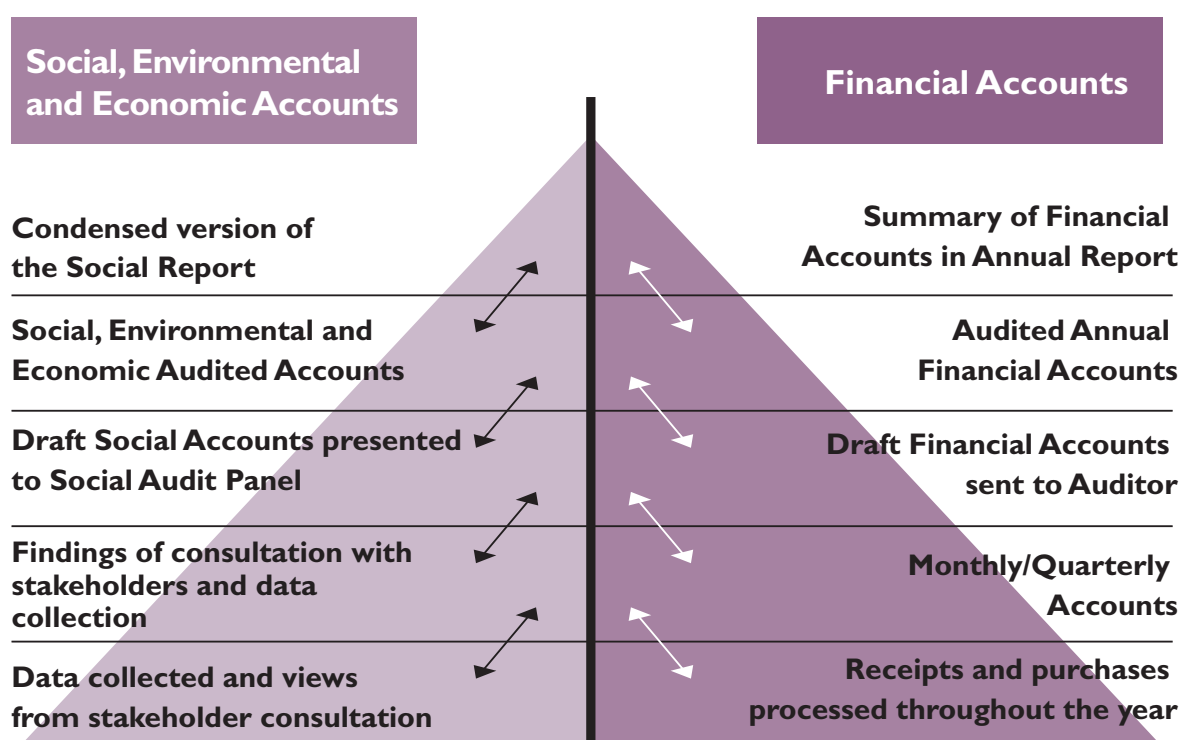 Social, Environmental
and Economic Accounts
Financial Accounts
Condensed version of
the Social Report
Summary of Financial
Accounts in Annual Report
Social, Environmental and
Economic Audited Accounts
Audited Annual
Financial Accounts
Draft Social Accounts presented
to Social Audit Panel
Draft Financial Accounts
sent to Auditor
Findings of consultation with
stakeholders and data
collection
Monthly/Quarterly
Accounts
Data collected and views
from stakeholder consultation
Receipts and purchases
processed throughout the year